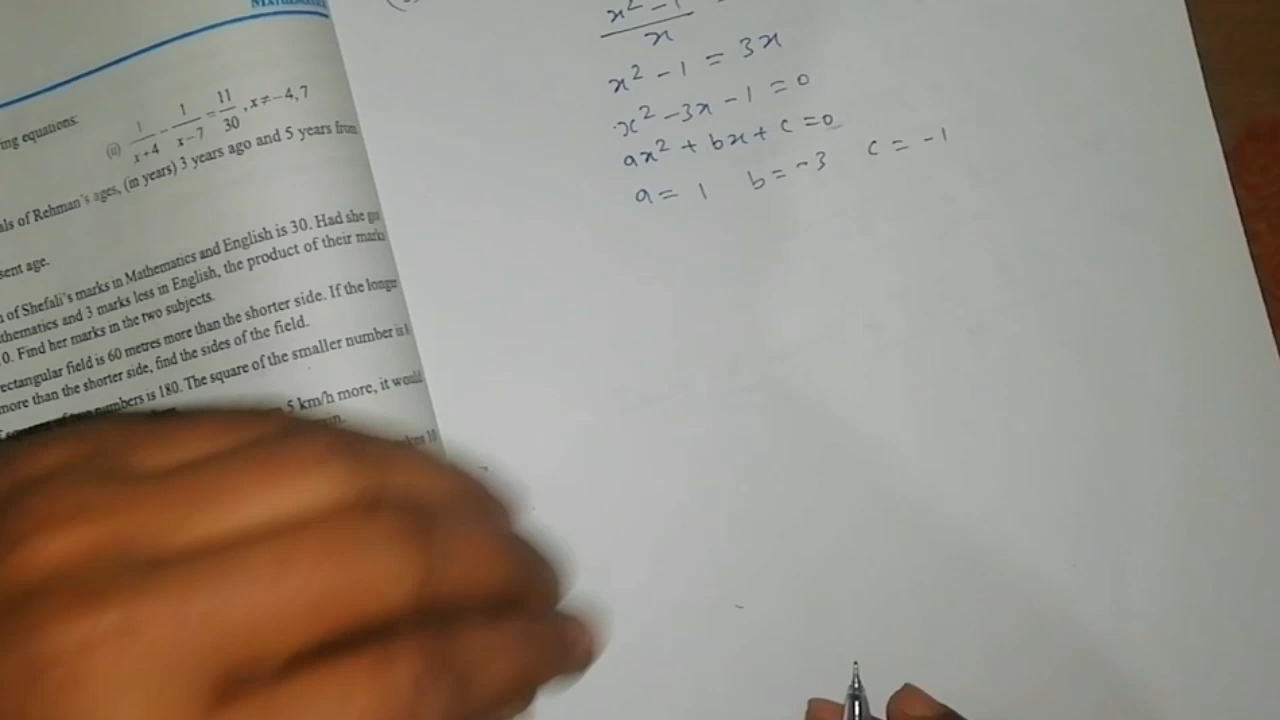 MATHEMATICS
ing equations:
(ii) 1/x+4 − 1/x−7 = 11/30, x ≠ −4, 7
als of Rehman's ages, (in years) 3 years ago and 5 years from
sent age.
of Shefali's marks in Mathematics and English is 30. Had she
thematics and 3 marks less in English, the product of their marks
0. Find her marks in the two subjects.
ectangular field is 60 metres more than the shorter side. If the longe
more than the shorter side, find the sides of the field.
numbers is 180. The square of the smaller number is
5 km/h more, it would
x² − 1
x
x² − 1 = 3x
x² − 3x − 1 = 0
ax² + bx + c = 0
a = 1 b = −3 c = −1